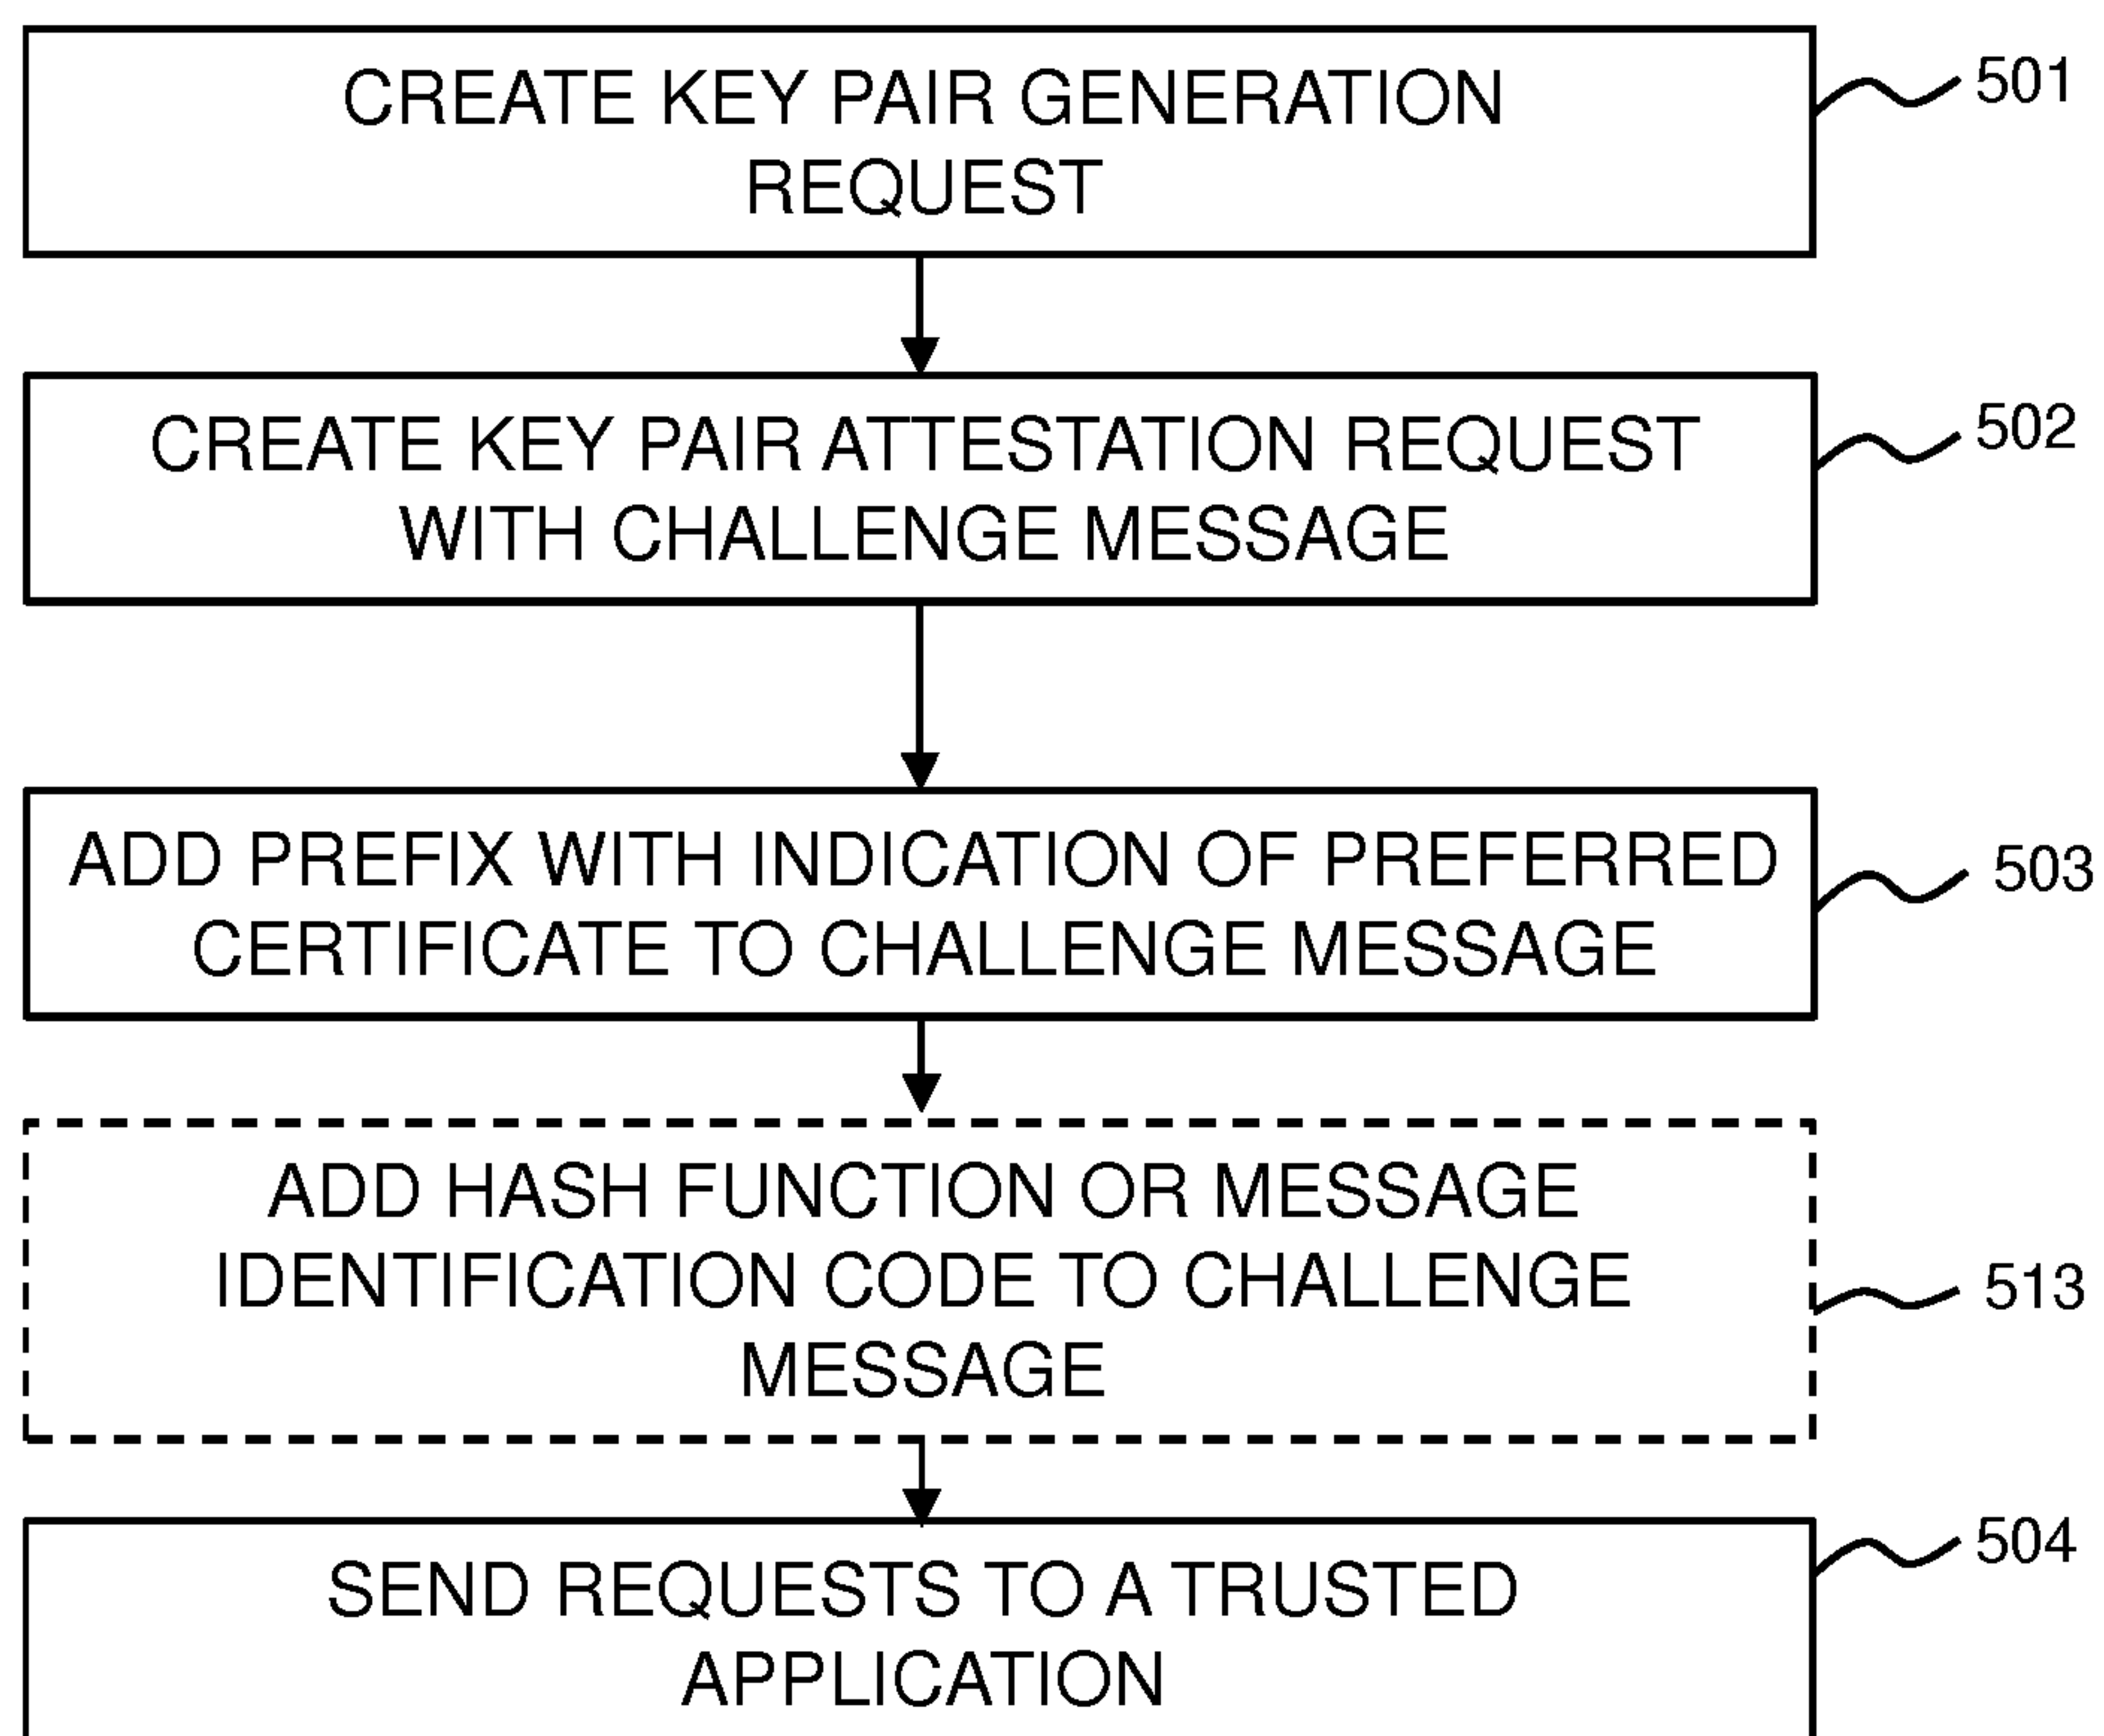 CREATE KEY PAIR GENERATION
REQUEST
501
CREATE KEY PAIR ATTESTATION REQUEST
WITH CHALLENGE MESSAGE
502
ADD PREFIX WITH INDICATION OF PREFERRED
CERTIFICATE TO CHALLENGE MESSAGE
503
ADD HASH FUNCTION OR MESSAGE
IDENTIFICATION CODE TO CHALLENGE
MESSAGE
513
SEND REQUESTS TO A TRUSTED
APPLICATION
504